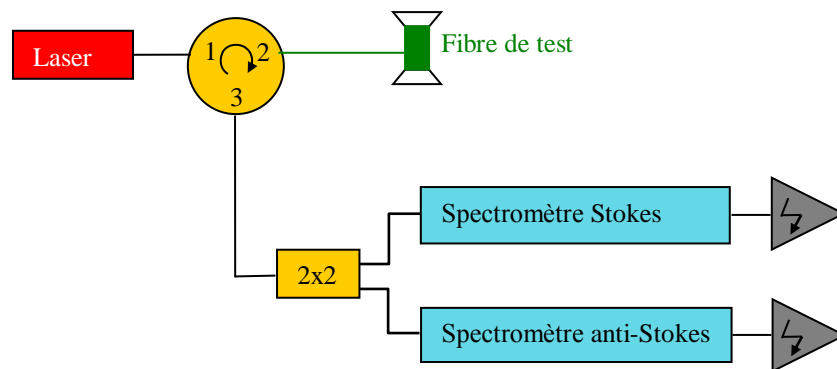 Laser
1
2
3
Fibre de test
Spectromètre Stokes
2x2
Spectromètre anti-Stokes